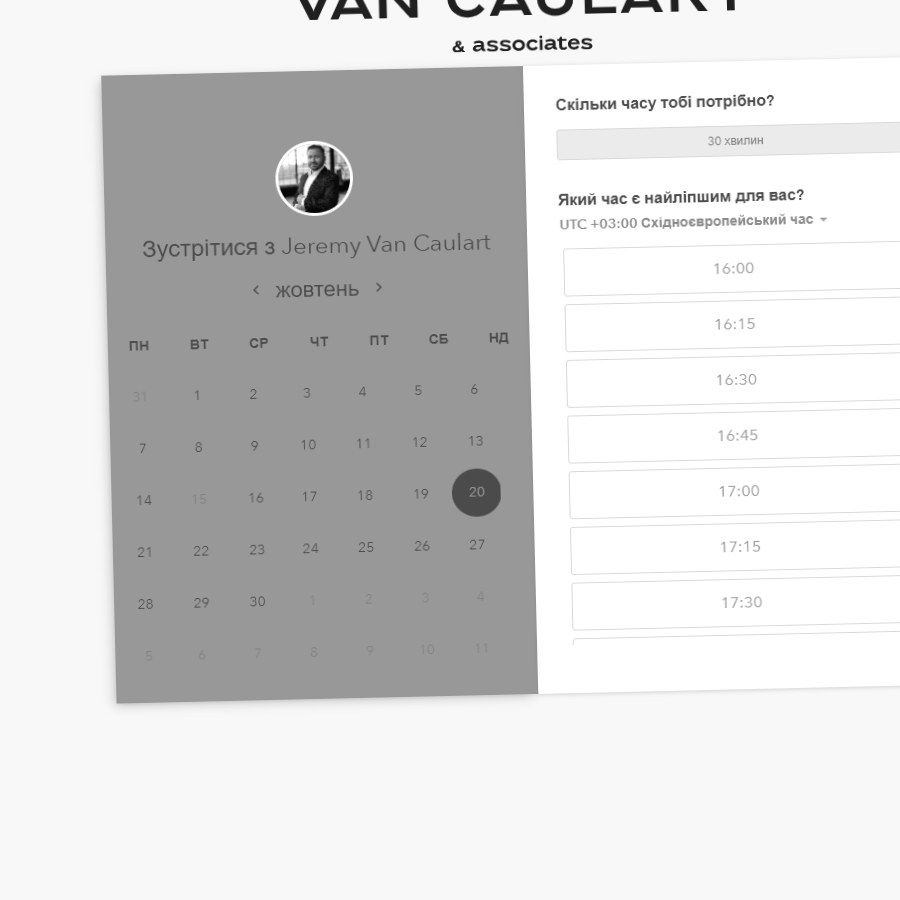 VAN CAULART
& associates
Зустрітися з Jeremy Van Caulart
‹ жовтень ›
ПН ВТ СР ЧТ ПТ СБ НД
31 1 2 3 4 5 6
7 8 9 10 11 12 13
14 15 16 17 18 19 20
21 22 23 24 25 26 27
28 29 30 1 2 3 4
5 6 7 8 9 10 11
Скільки часу тобі потрібно?
30 хвилин
Який час є найліпшим для вас?
UTC +03:00 Східноєвропейський час
16:00
16:15
16:30
16:45
17:00
17:15
17:30